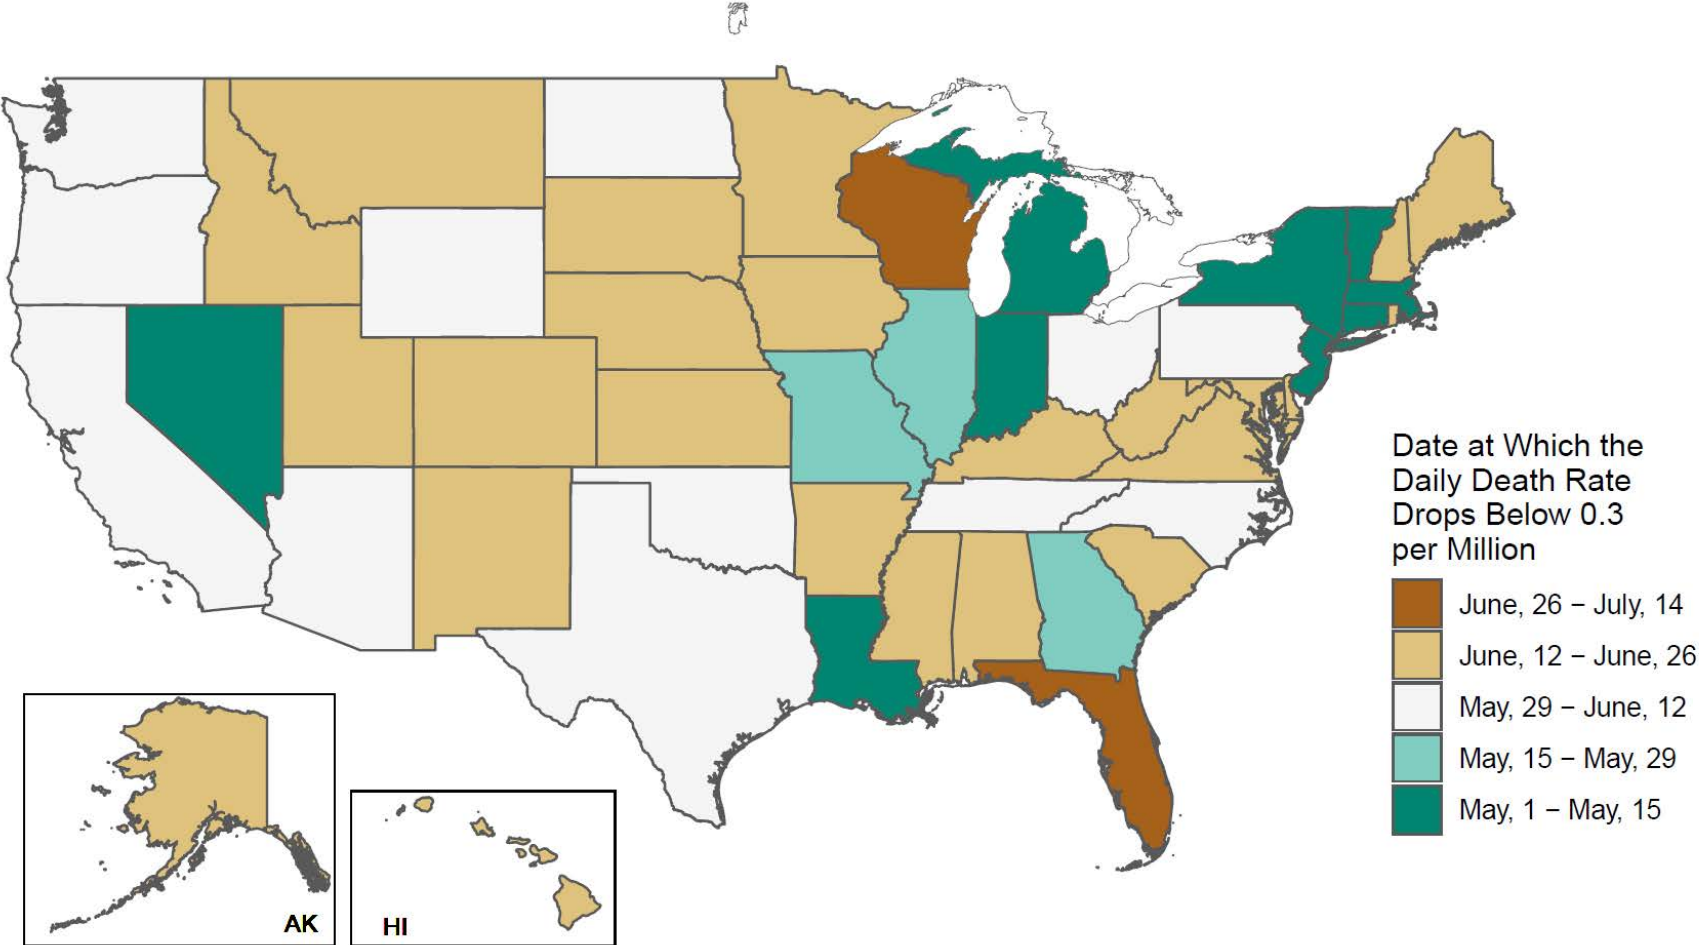 Date at Which the
Daily Death Rate
Drops Below 0.3
per Million
June, 26 – July, 14
June, 12 – June, 26
May, 29 – June, 12
May, 15 – May, 29
May, 1 – May, 15
AK
HI